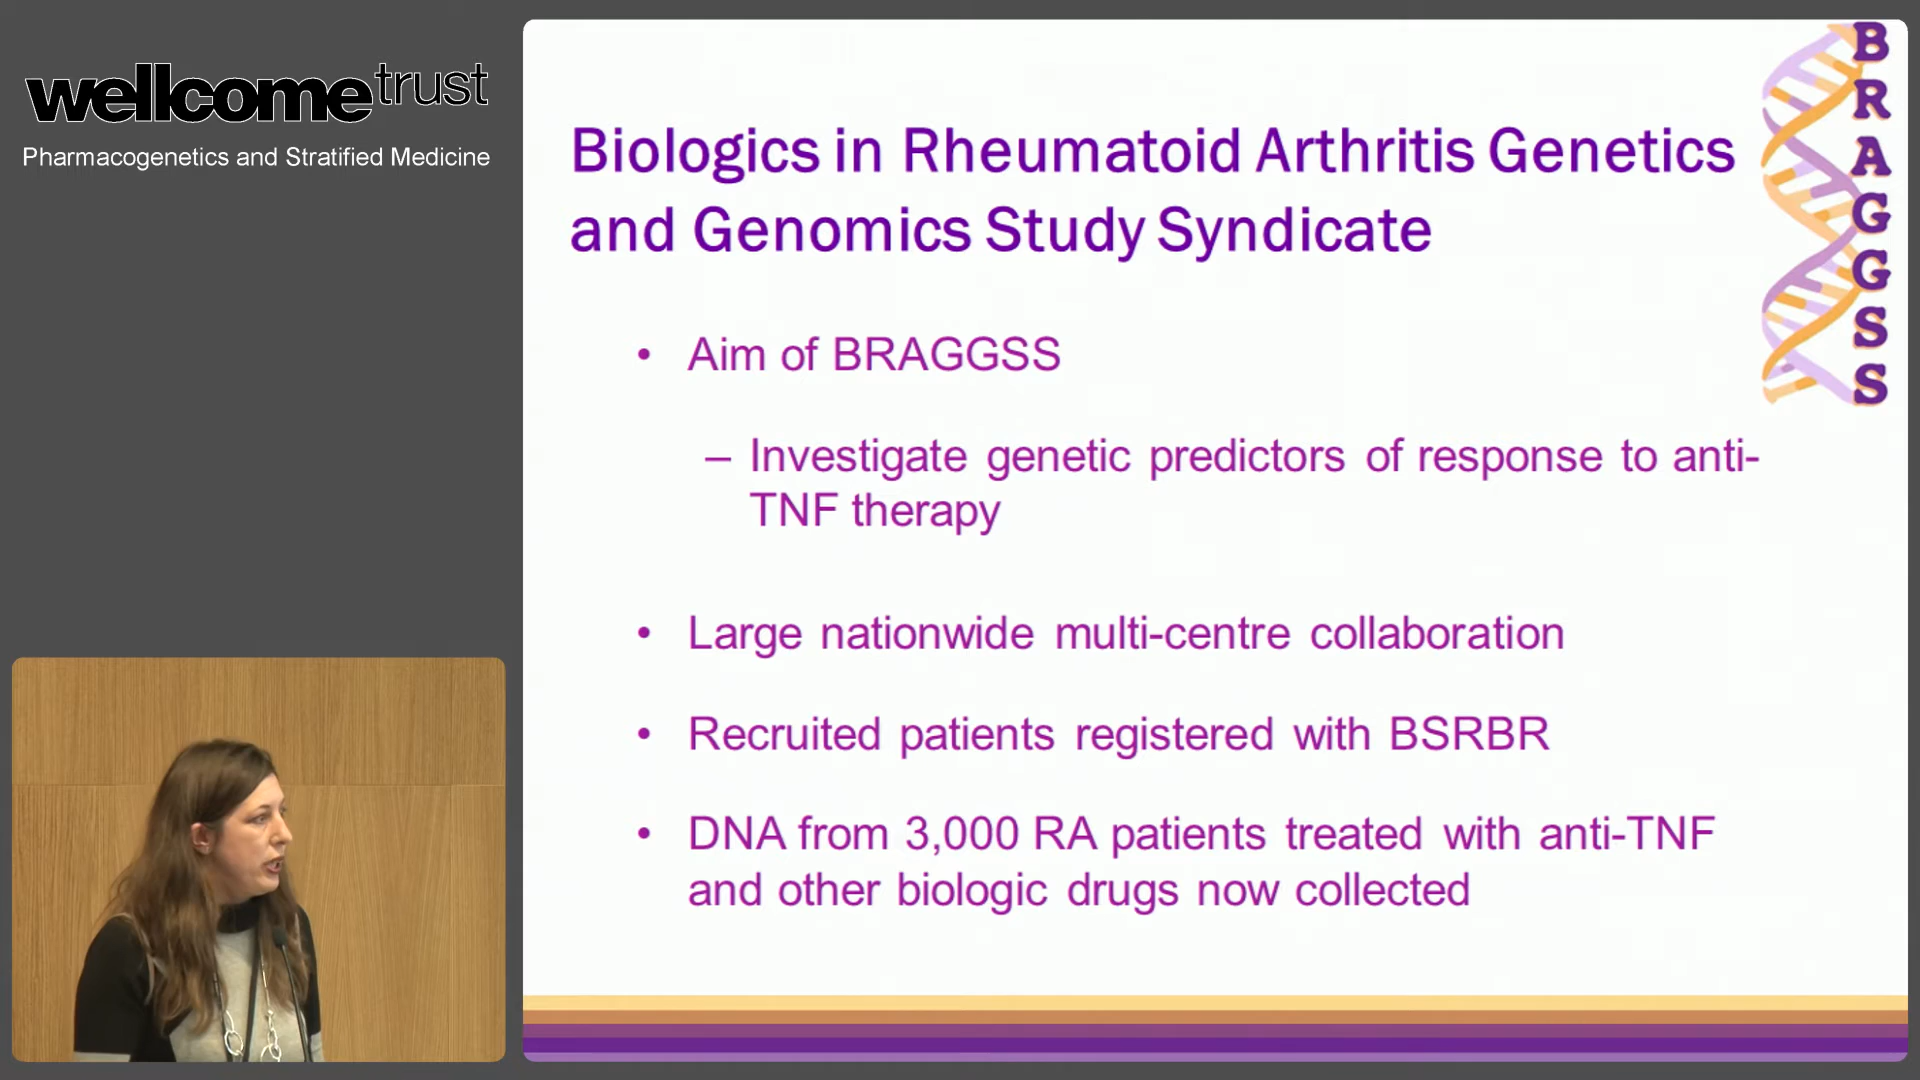 wellcome trust
Pharmacogenetics and Stratified Medicine
Biologics in Rheumatoid Arthritis Genetics
and Genomics Study Syndicate
BRAGGSS
• Aim of BRAGGSS
– Investigate genetic predictors of response to anti-
TNF therapy
• Large nationwide multi-centre collaboration
• Recruited patients registered with BSRBR
• DNA from 3,000 RA patients treated with anti-TNF
and other biologic drugs now collected